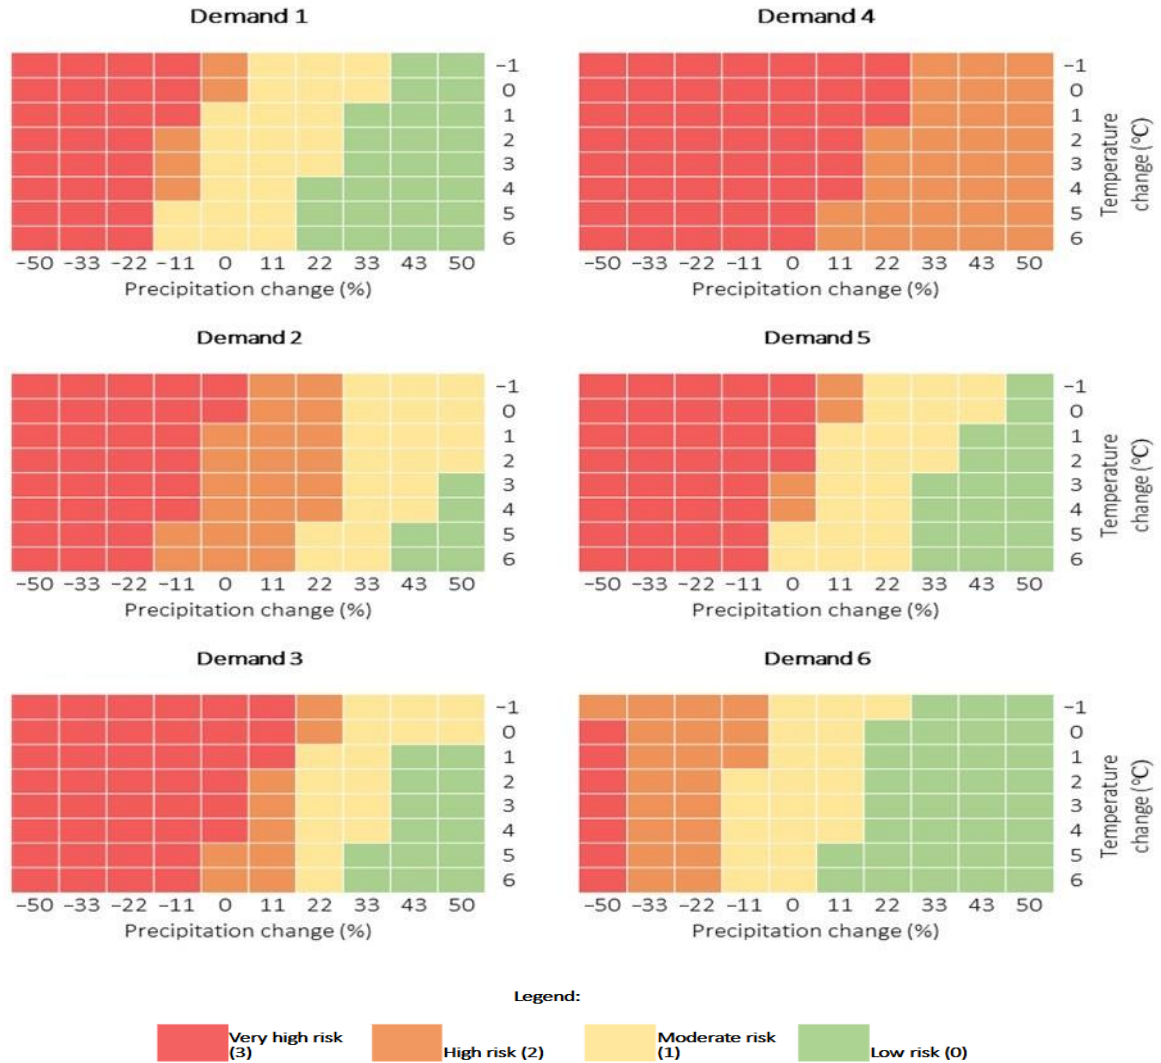 Demand 1
−1
0
1
2
3
4
5
6
−50 −33 −22 −11 0 11 22 33 43 50
Precipitation change (%)
Demand 4
−1
0
1
2
3
4
5
6
Temperature
change (°C)
−50 −33 −22 −11 0 11 22 33 43 50
Precipitation change (%)
Demand 2
−1
0
1
2
3
4
5
6
−50 −33 −22 −11 0 11 22 33 43 50
Precipitation change (%)
Demand 5
−1
0
1
2
3
4
5
6
Temperature
change (°C)
−50 −33 −22 −11 0 11 22 33 43 50
Precipitation change (%)
Demand 3
−1
0
1
2
3
4
5
6
−50 −33 −22 −11 0 11 22 33 43 50
Precipitation change (%)
Demand 6
−1
0
1
2
3
4
5
6
Temperature
change (°C)
−50 −33 −22 −11 0 11 22 33 43 50
Precipitation change (%)
Legend:
Very high risk
(3)
High risk (2)
Moderate risk
(1)
Low risk (0)